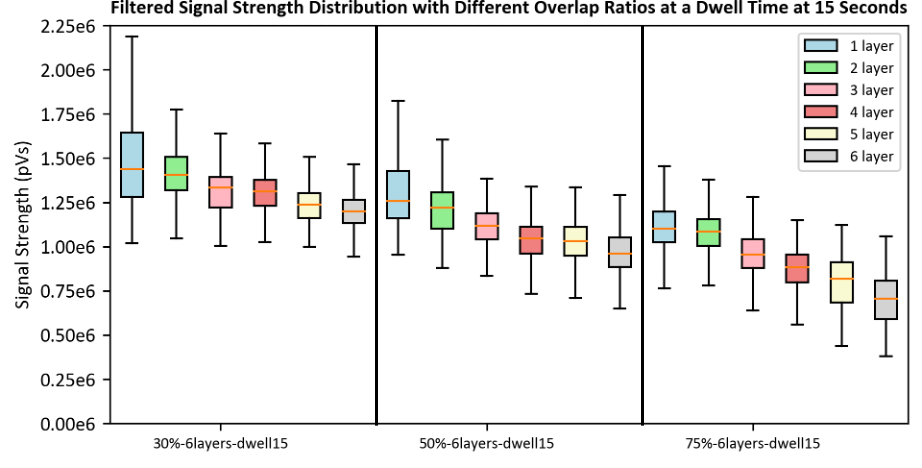 Filtered Signal Strength Distribution with Different Overlap Ratios at a Dwell Time at 15 Seconds
Signal Strength (pVs)
2.25e6
2.00e6
1.75e6
1.50e6
1.25e6
1.00e6
0.75e6
0.50e6
0.25e6
0.00e6
1 layer
2 layer
3 layer
4 layer
5 layer
6 layer
30%-6layers-dwell15
50%-6layers-dwell15
75%-6layers-dwell15